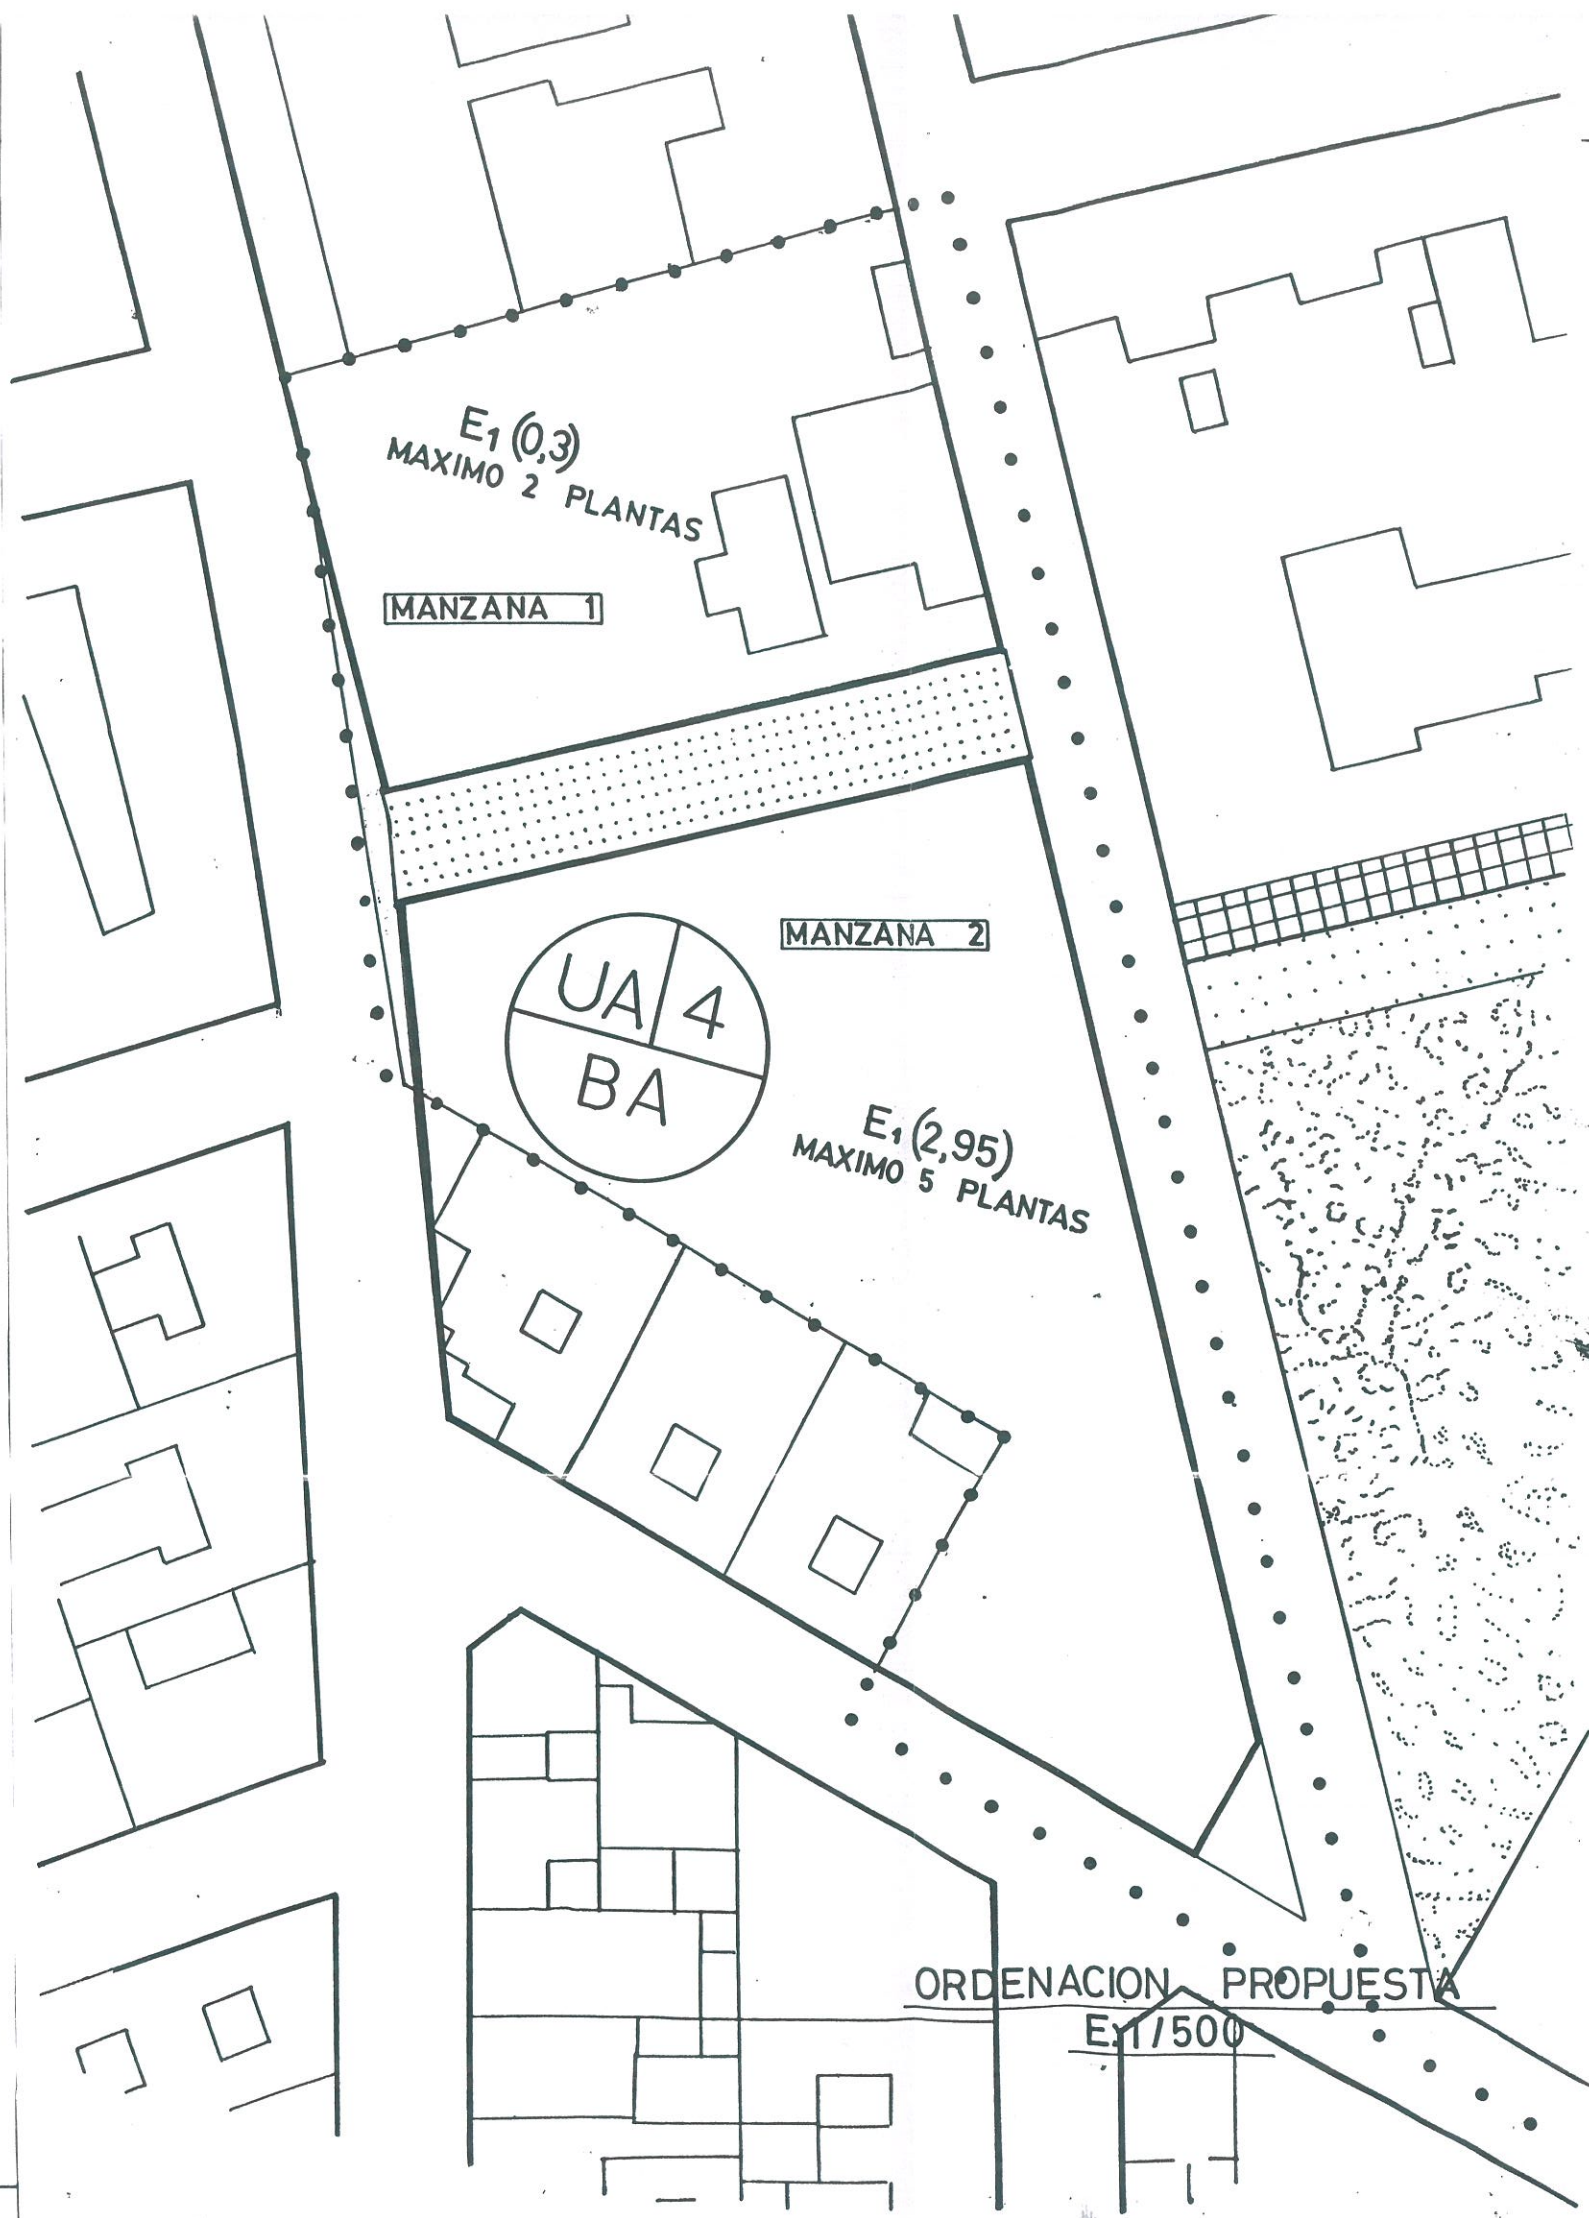 E₁ (0,3)
MAXIMO 2 PLANTAS
MANZANA 1
MANZANA 2
UA 4
BA
E₁ (2,95)
MAXIMO 5 PLANTAS
ORDENACION PROPUESTA
E:1/500